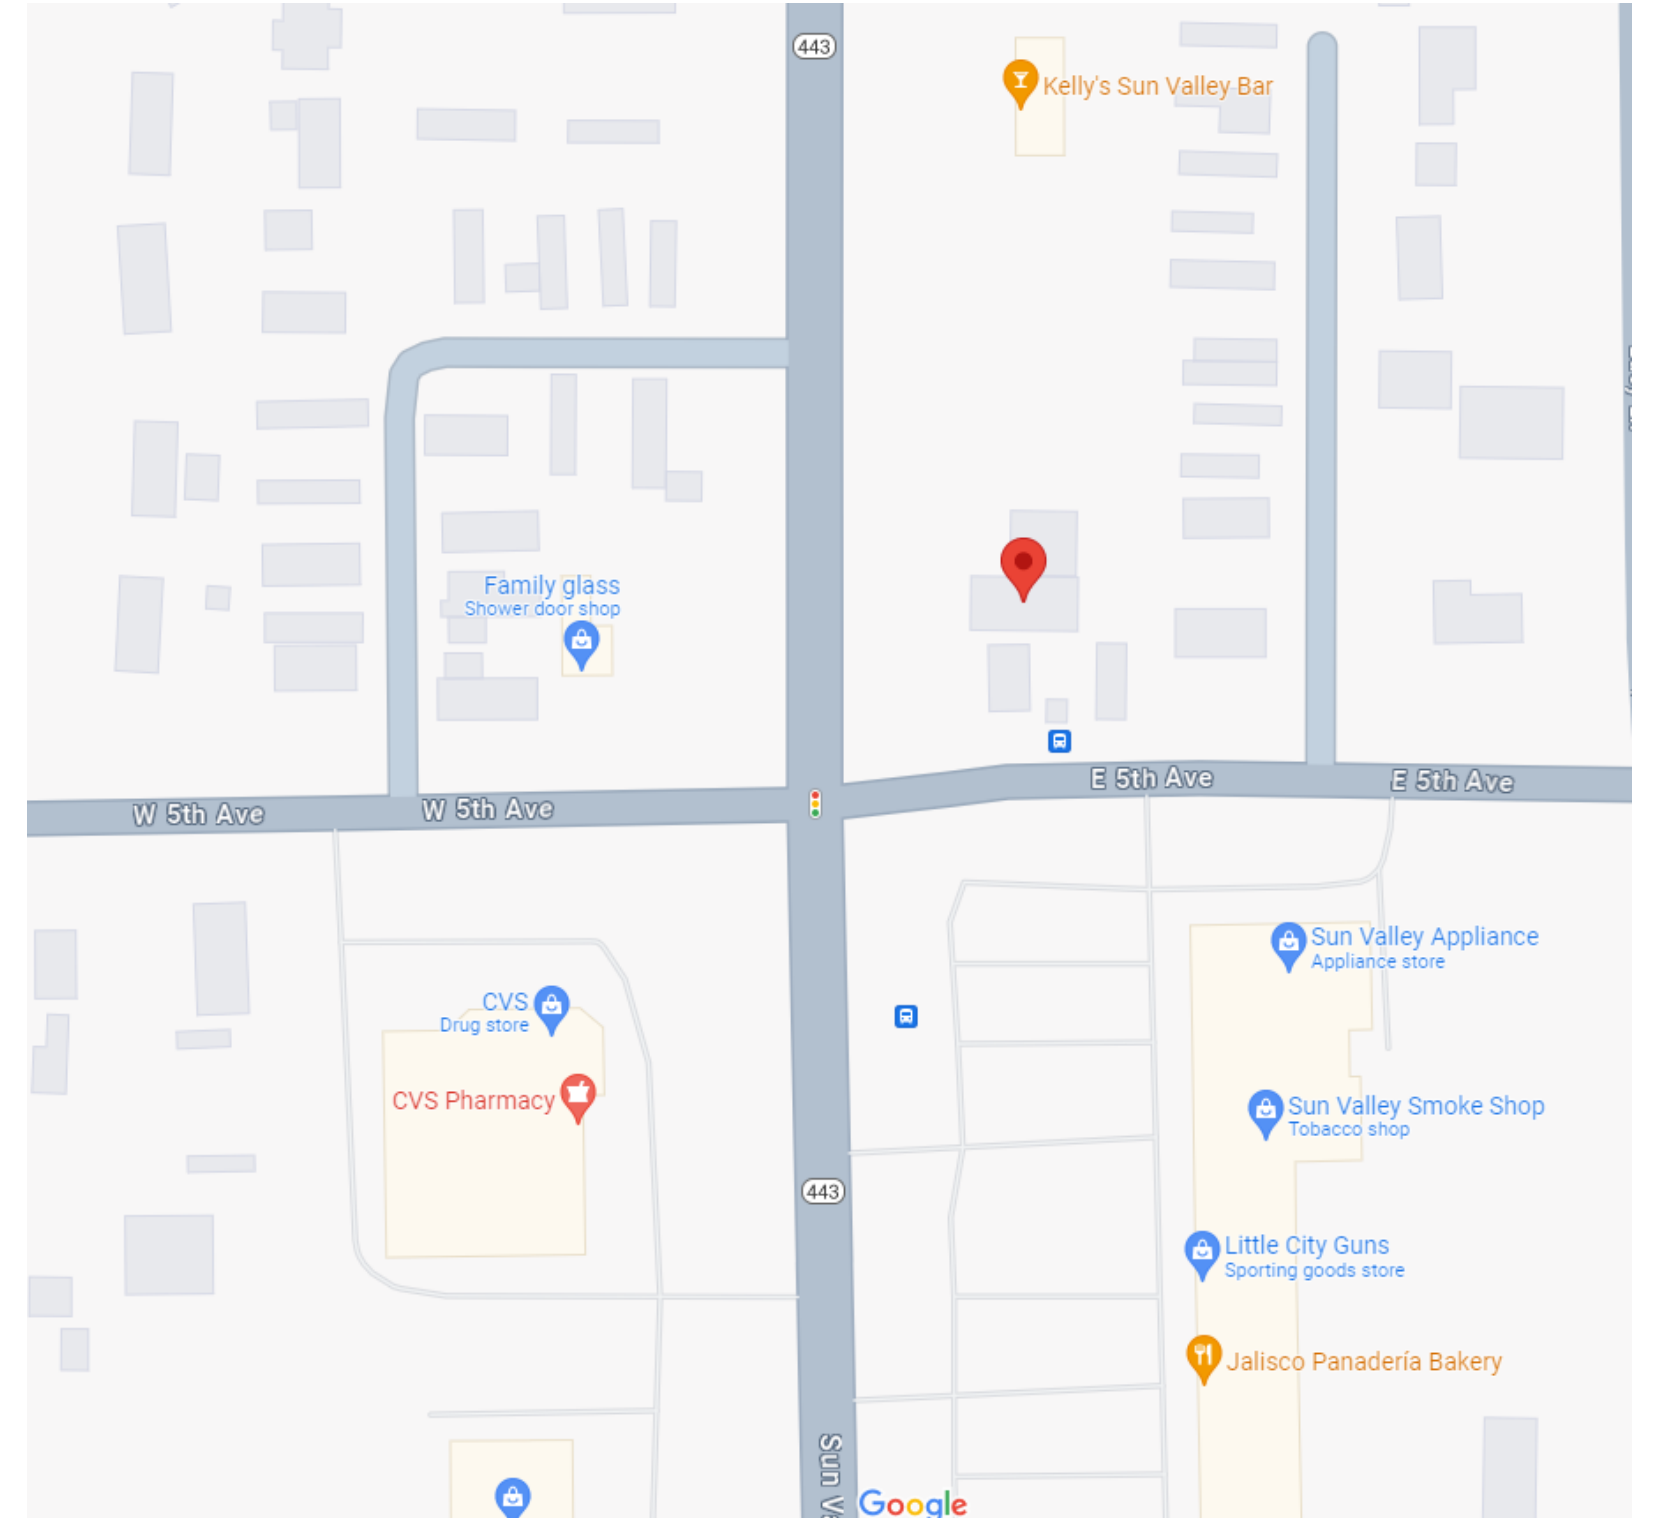 443
Kelly's Sun Valley Bar
Family glass
Shower door shop
E 5th Ave
E 5th Ave
W 5th Ave
W 5th Ave
Sun Valley Appliance
Appliance store
CVS
Drug store
CVS Pharmacy
Sun Valley Smoke Shop
Tobacco shop
443
Little City Guns
Sporting goods store
Jalisco Panadería Bakery
Sun
Google